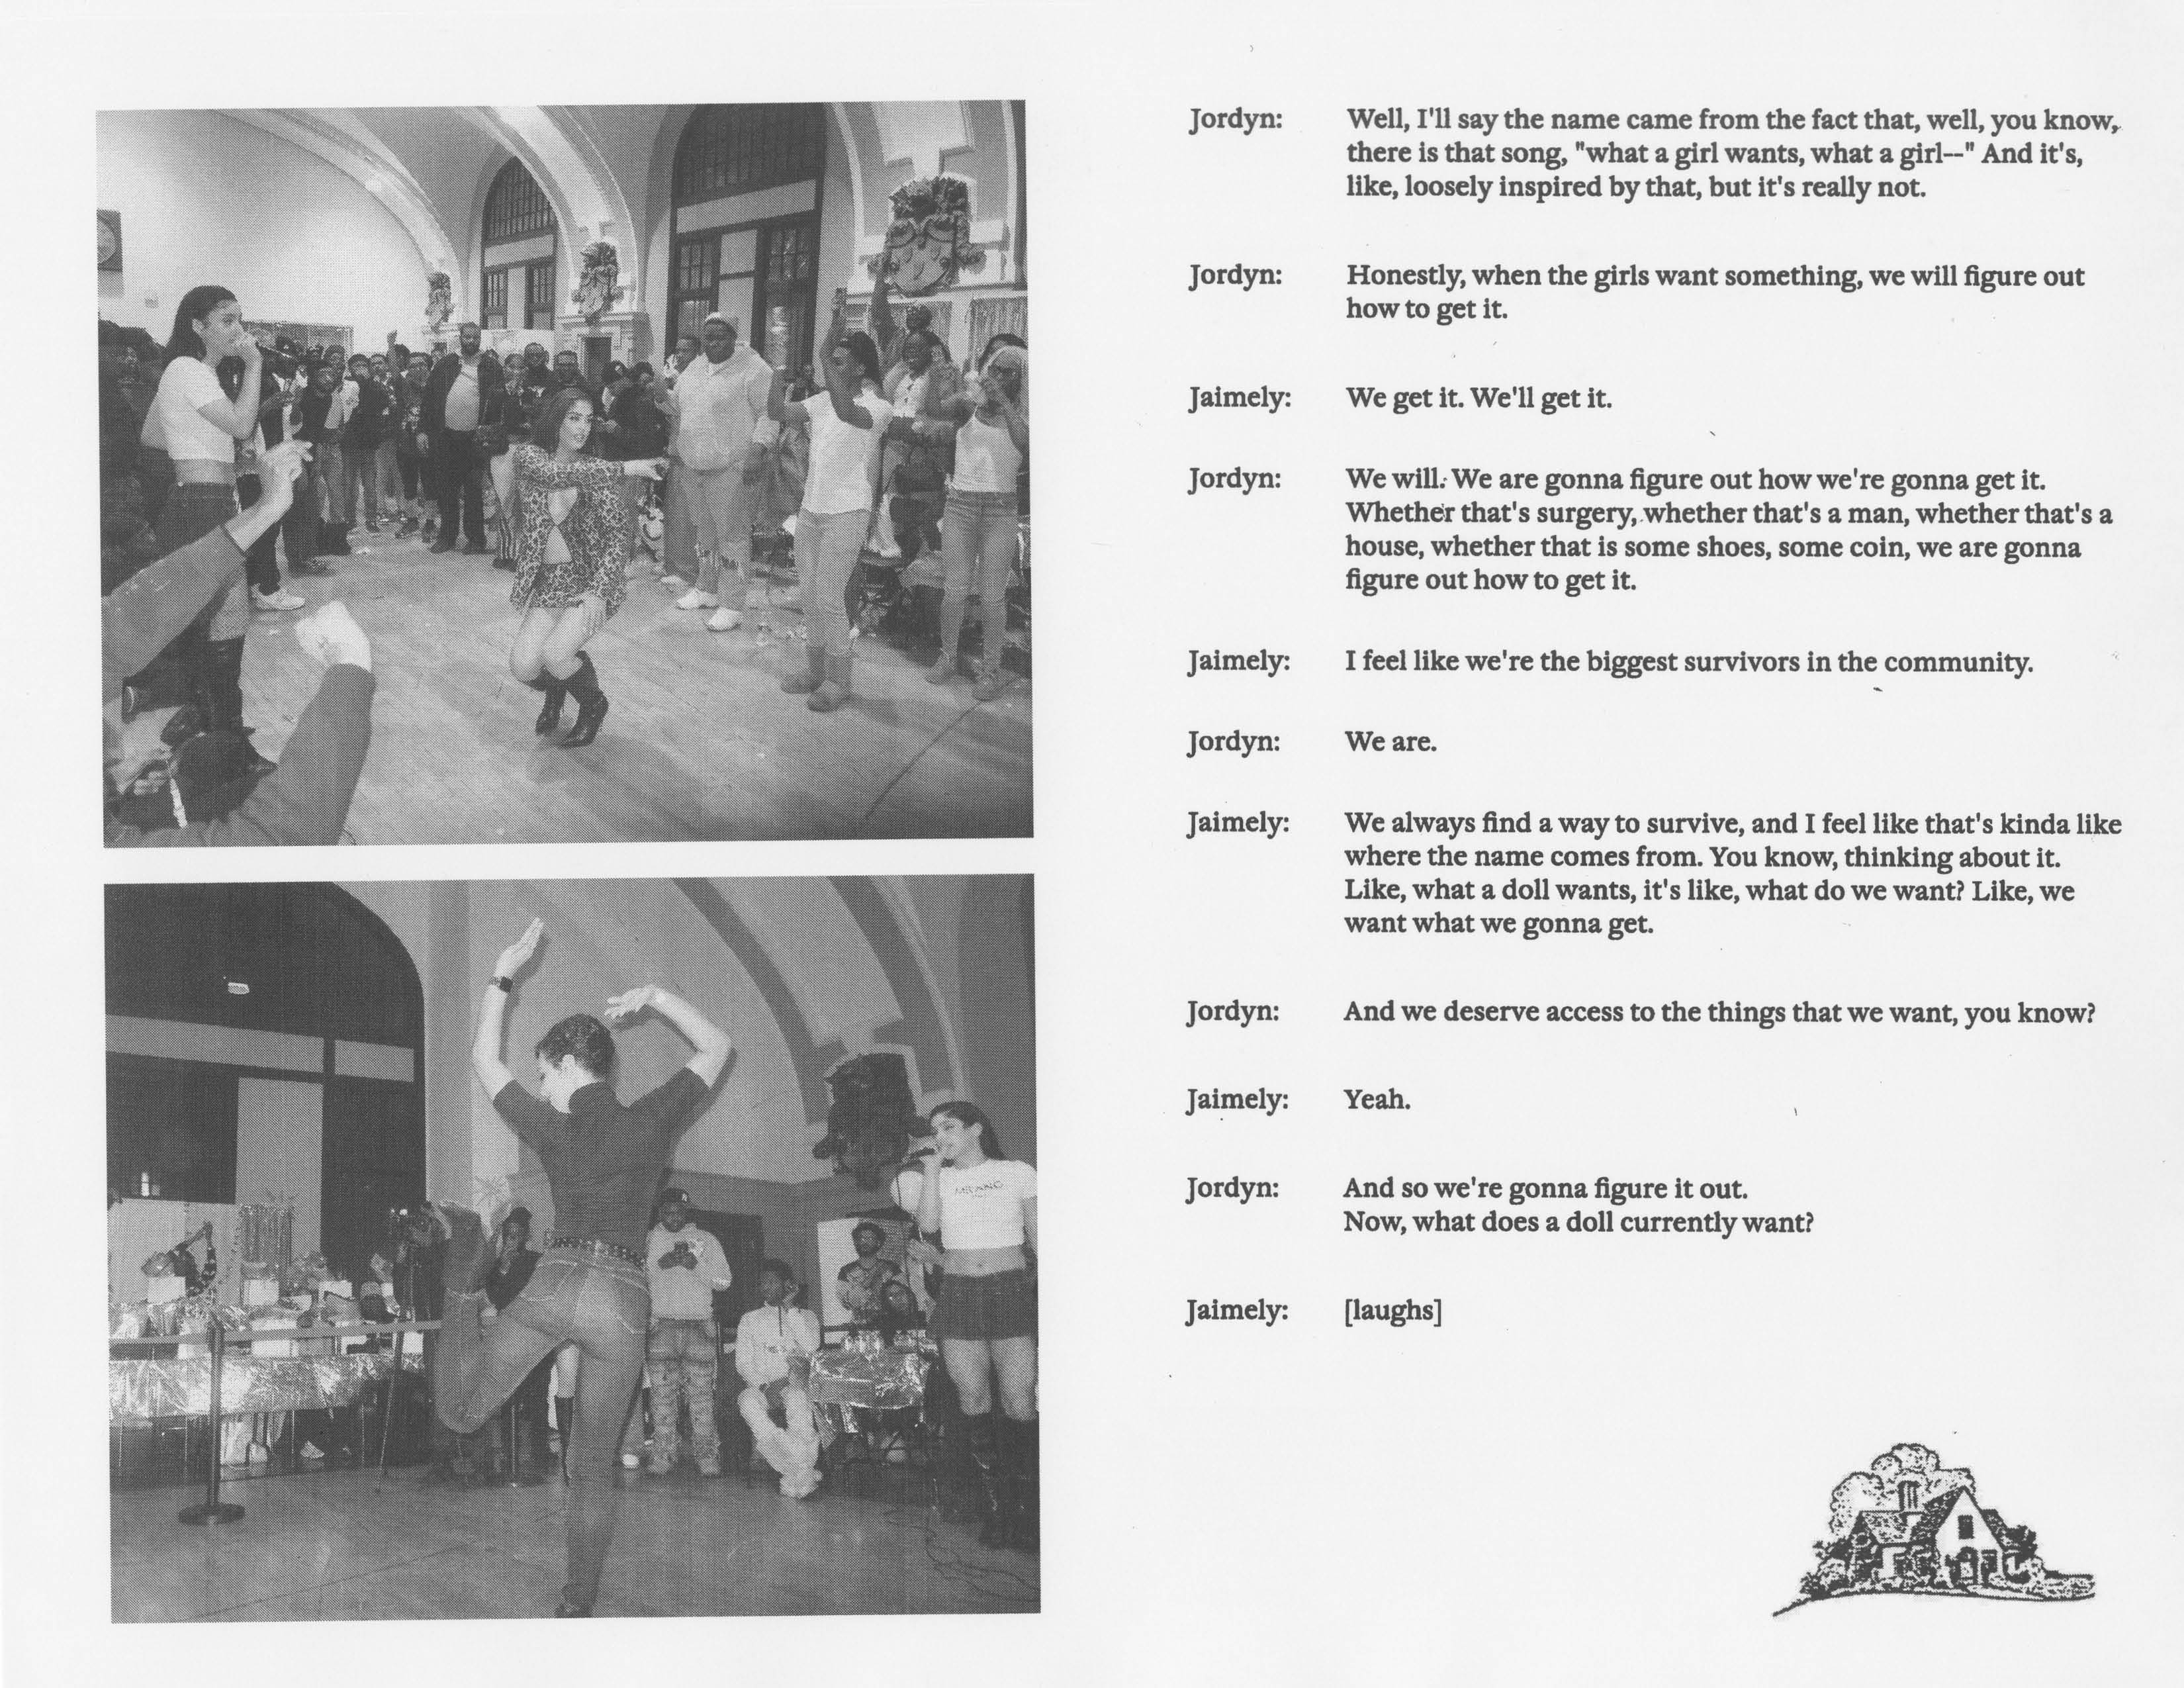 Jordyn: Well, I'll say the name came from the fact that, well, you know,
there is that song, "what a girl wants, what a girl--" And it's,
like, loosely inspired by that, but it's really not.
Jordyn: Honestly, when the girls want something, we will figure out
how to get it.
Jaimely: We get it. We'll get it.
Jordyn: We will. We are gonna figure out how we're gonna get it.
Whether that's surgery, whether that's a man, whether that's a
house, whether that is some shoes, some coin, we are gonna
figure out how to get it.
Jaimely: I feel like we're the biggest survivors in the community.
Jordyn: We are.
Jaimely: We always find a way to survive, and I feel like that's kinda like
where the name comes from. You know, thinking about it.
Like, what a doll wants, it's like, what do we want? Like, we
want what we gonna get.
Jordyn: And we deserve access to the things that we want, you know?
Jaimely: Yeah.
Jordyn: And so we're gonna figure it out.
Now, what does a doll currently want?
Jaimely: [laughs]